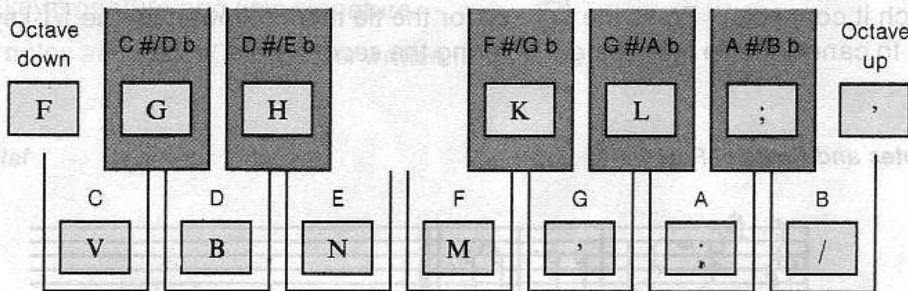 Octave C #/D b D #/E b F #/G b G #/A b A #/B b Octave
down up
F G H K L ; ’
C D E F G A B
V B N M ’ ; /